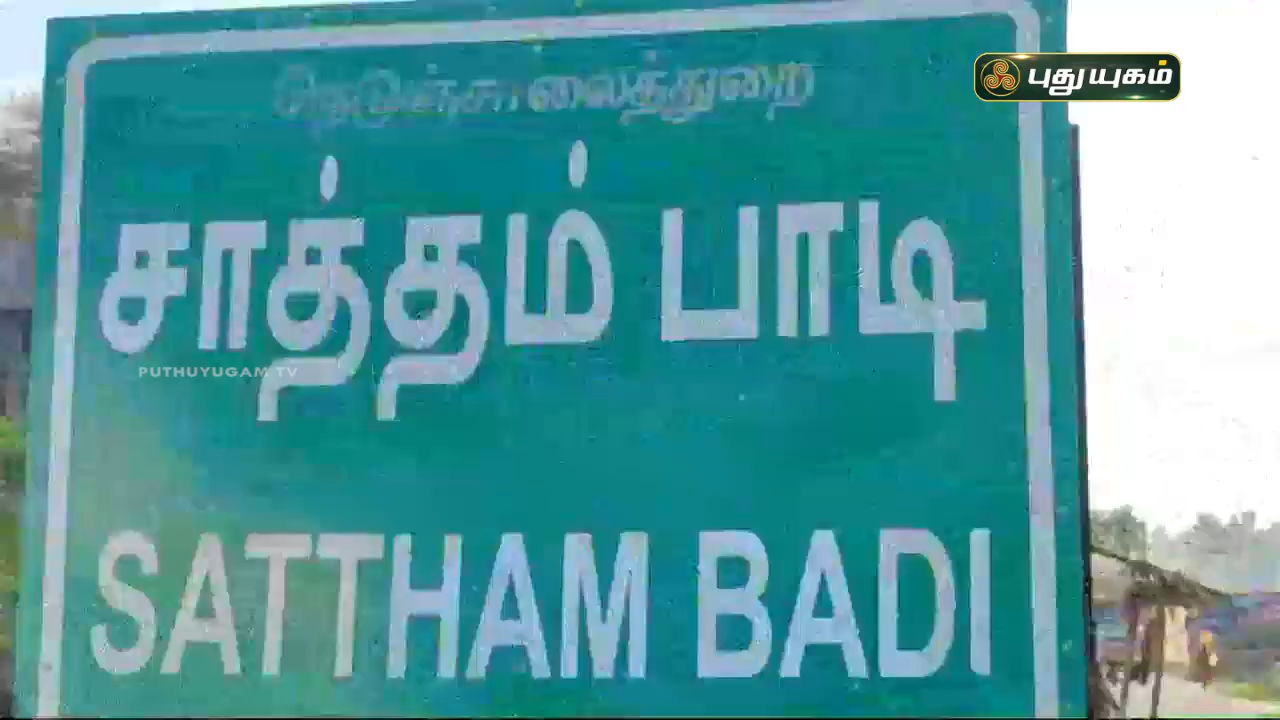 புதுயுகம்
நெடுஞ்சாலைத்துறை
சாத்தம் பாடி
PUTHUYUGAM TV
SATTHAM BADI